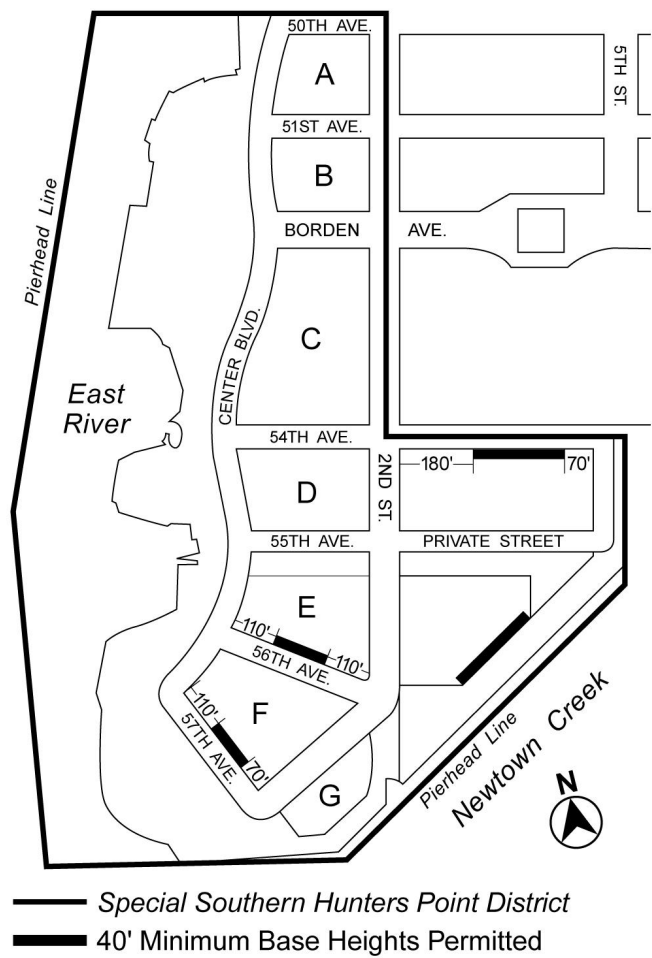 50TH AVE.
A
5TH ST.
51ST AVE.
B
BORDEN AVE.
Pierhead Line
C
CENTER BLVD.
East
River
54TH AVE.
2ND ST.
180'
70'
D
55TH AVE.
PRIVATE STREET
E
110'
110'
56TH AVE.
F
110'
57TH AVE.
70'
G
Pierhead Line
Newtown Creek
N
Special Southern Hunters Point District
40' Minimum Base Heights Permitted